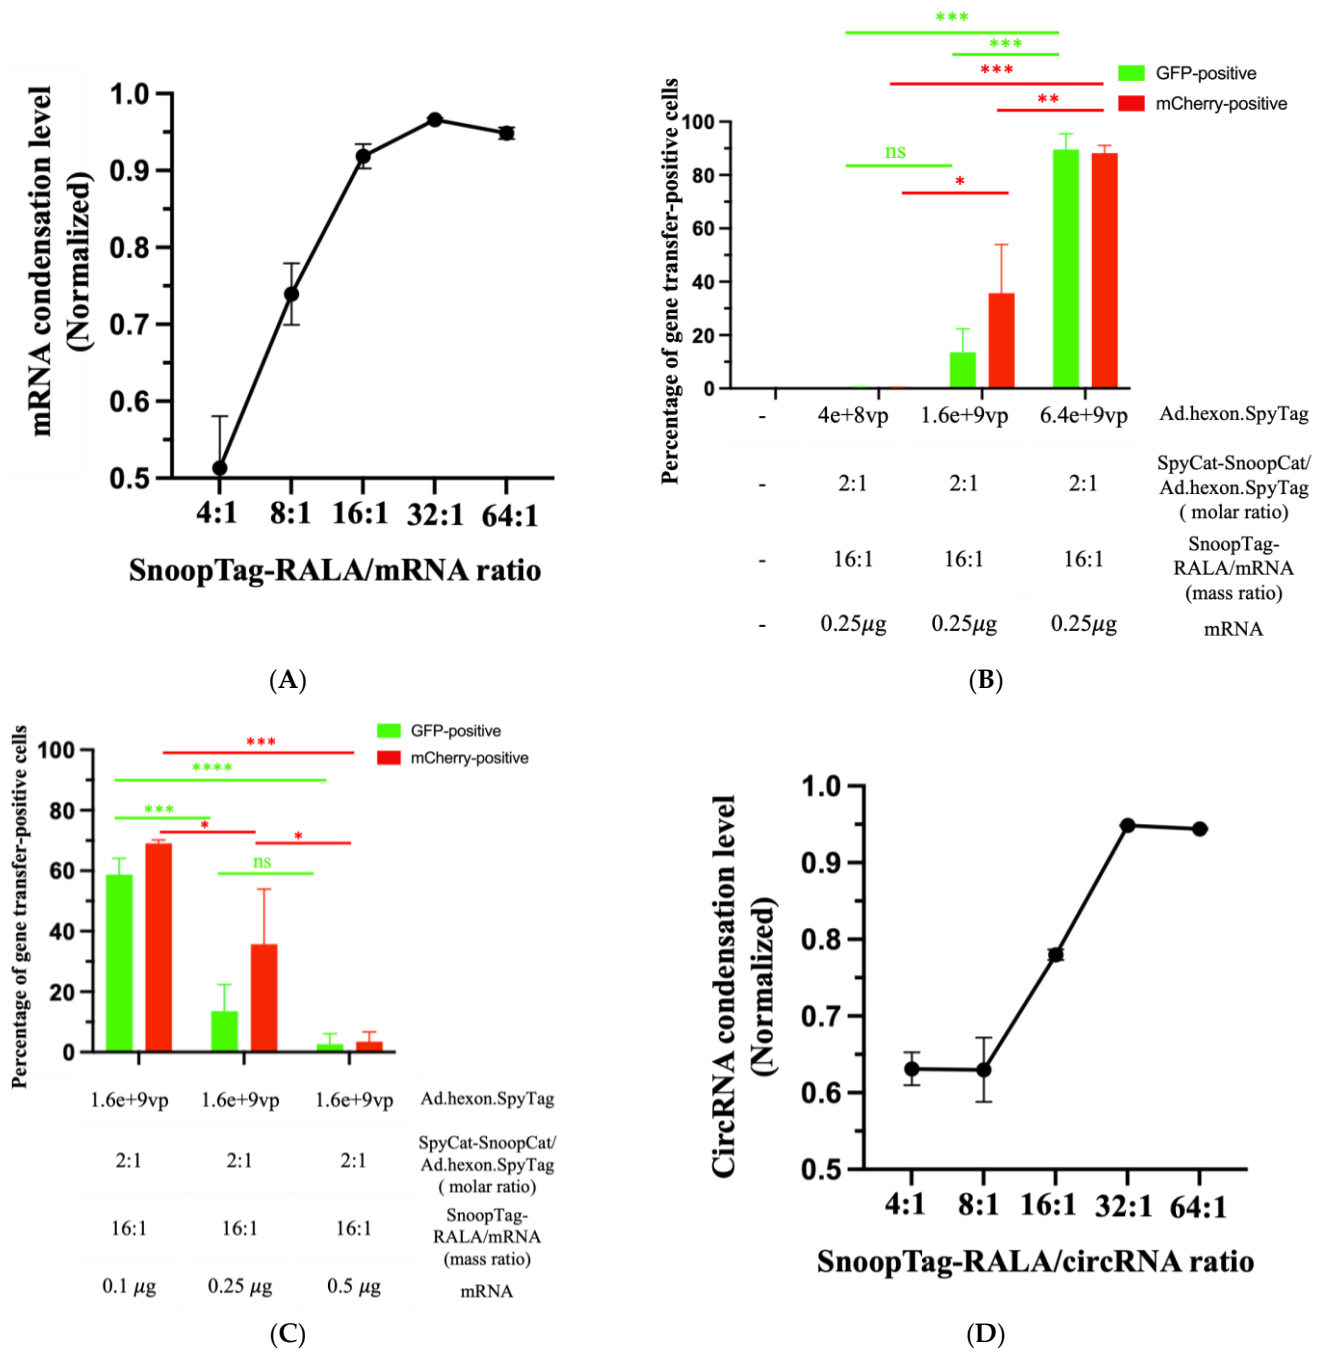 mRNA condensation level
(Normalized)
1.0
0.9
0.8
0.7
0.6
0.5
4:1 8:1 16:1 32:1 64:1
SnoopTag-RALA/mRNA ratio
(A)
***
***
***
**
GFP-positive
mCherry-positive
ns
*
Percentage of gene transfer-positive cells
100
80
60
40
20
0
- 4e+8vp 1.6e+9vp 6.4e+9vp Ad.hexon.SpyTag
- 2:1 2:1 2:1 SpyCat-SnoopCat/
Ad.hexon.SpyTag
( molar ratio)
- 16:1 16:1 16:1 SnoopTag-
RALA/mRNA
(mass ratio)
- 0.25µg 0.25µg 0.25µg mRNA
(B)
GFP-positive
mCherry-positive
***
****
***
*
*
ns
Percentage of gene transfer-positive cells
100
80
60
40
20
0
1.6e+9vp 1.6e+9vp 1.6e+9vp Ad.hexon.SpyTag
2:1 2:1 2:1 SpyCat-SnoopCat/
Ad.hexon.SpyTag
( molar ratio)
16:1 16:1 16:1 SnoopTag-
RALA/mRNA
(mass ratio)
0.1 µg 0.25 µg 0.5 µg mRNA
(C)
CircRNA condensation level
(Normalized)
1.0
0.9
0.8
0.7
0.6
0.5
4:1 8:1 16:1 32:1 64:1
SnoopTag-RALA/circRNA ratio
(D)